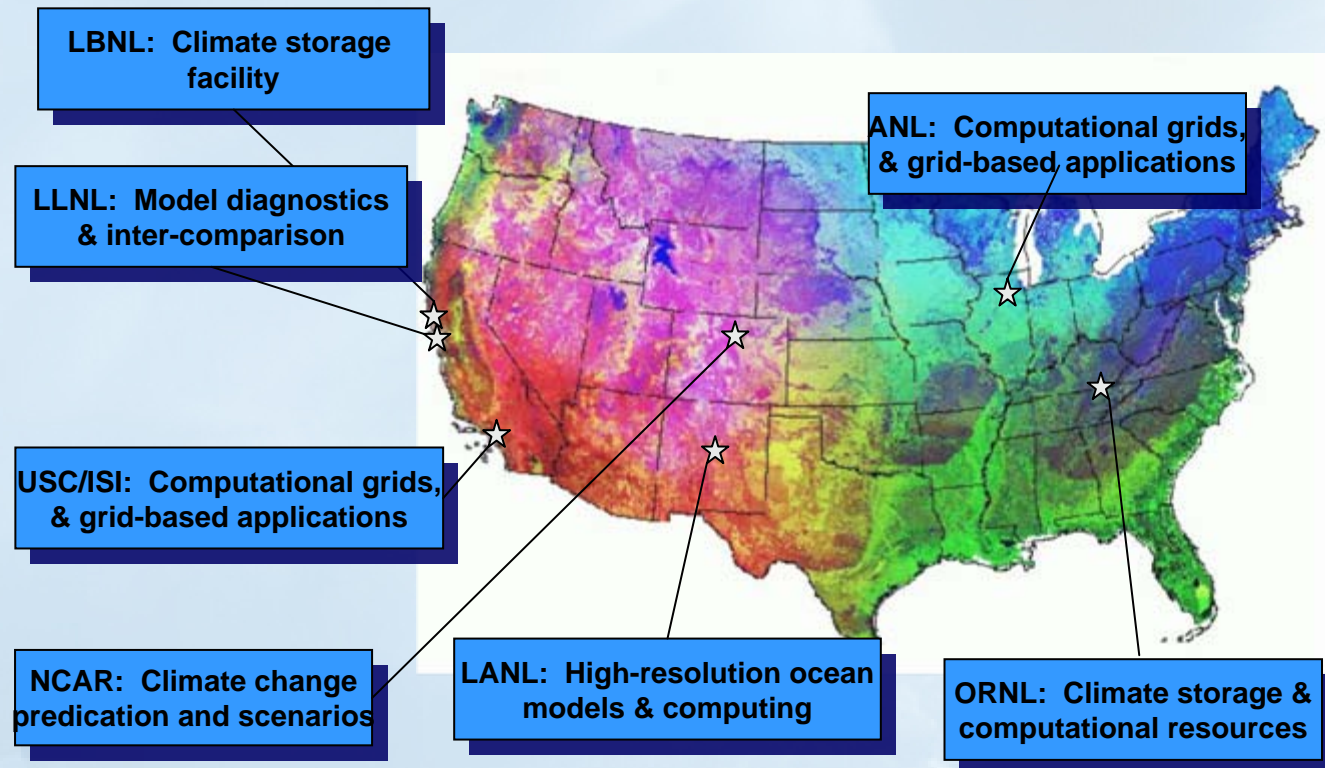 LBNL:  Climate storage
facility
ANL:  Computational grids,
& grid-based applications
LLNL:  Model diagnostics
& inter-comparison
USC/ISI:  Computational grids,
& grid-based applications
NCAR:  Climate change
predication and scenarios
LANL:  High-resolution ocean
models & computing
ORNL:  Climate storage &
computational resources